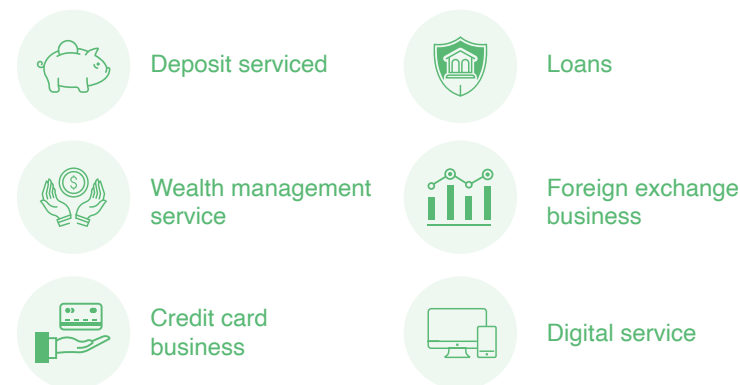 Deposit serviced
Loans
Wealth management
service
Foreign exchange
business
Credit card
business
Digital service
$